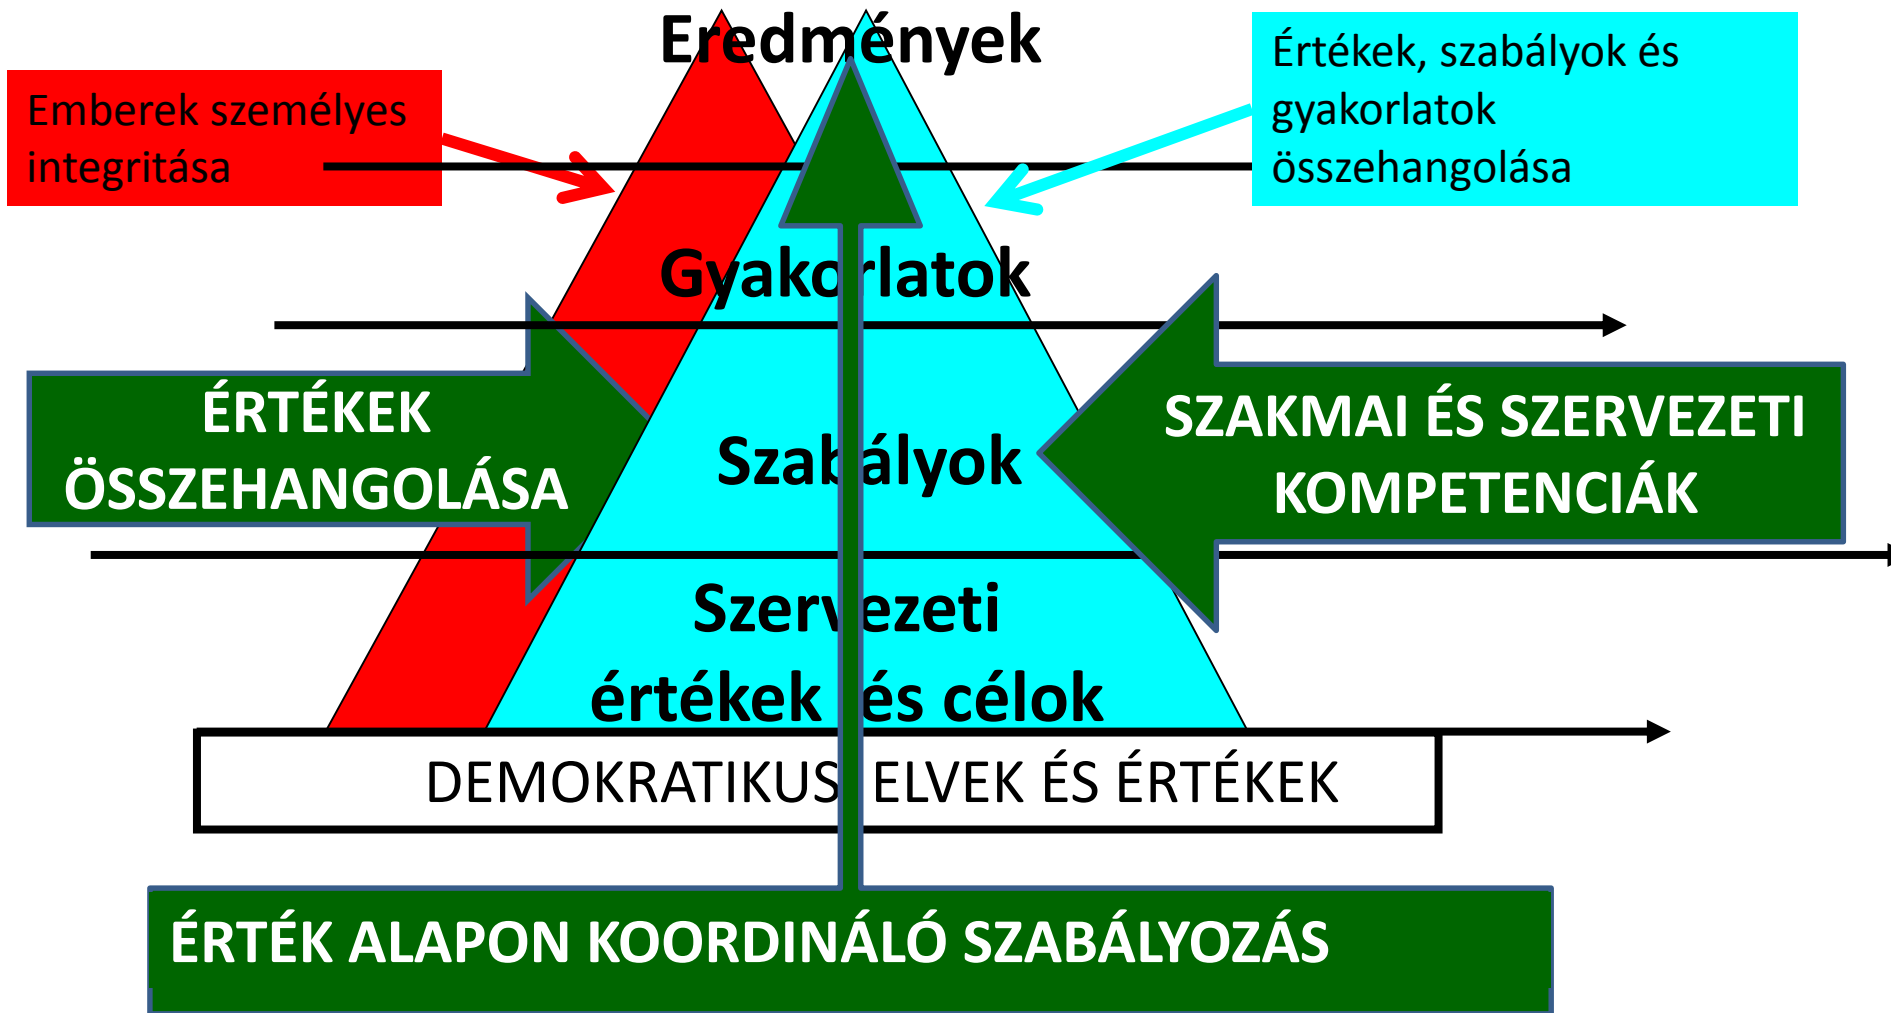 Eredmények
Emberek személyes
integritása
Értékek, szabályok és
gyakorlatok
összehangolása
Gyakorlatok
ÉRTÉKEK
ÖSSZEHANGOLÁSA
Szabályok
SZAKMAI ÉS SZERVEZETI
KOMPETENCIÁK
Szervezeti
értékek és célok
DEMOKRATIKUS ELVEK ÉS ÉRTÉKEK
ÉRTÉK ALAPON KOORDINÁLÓ SZABÁLYOZÁS